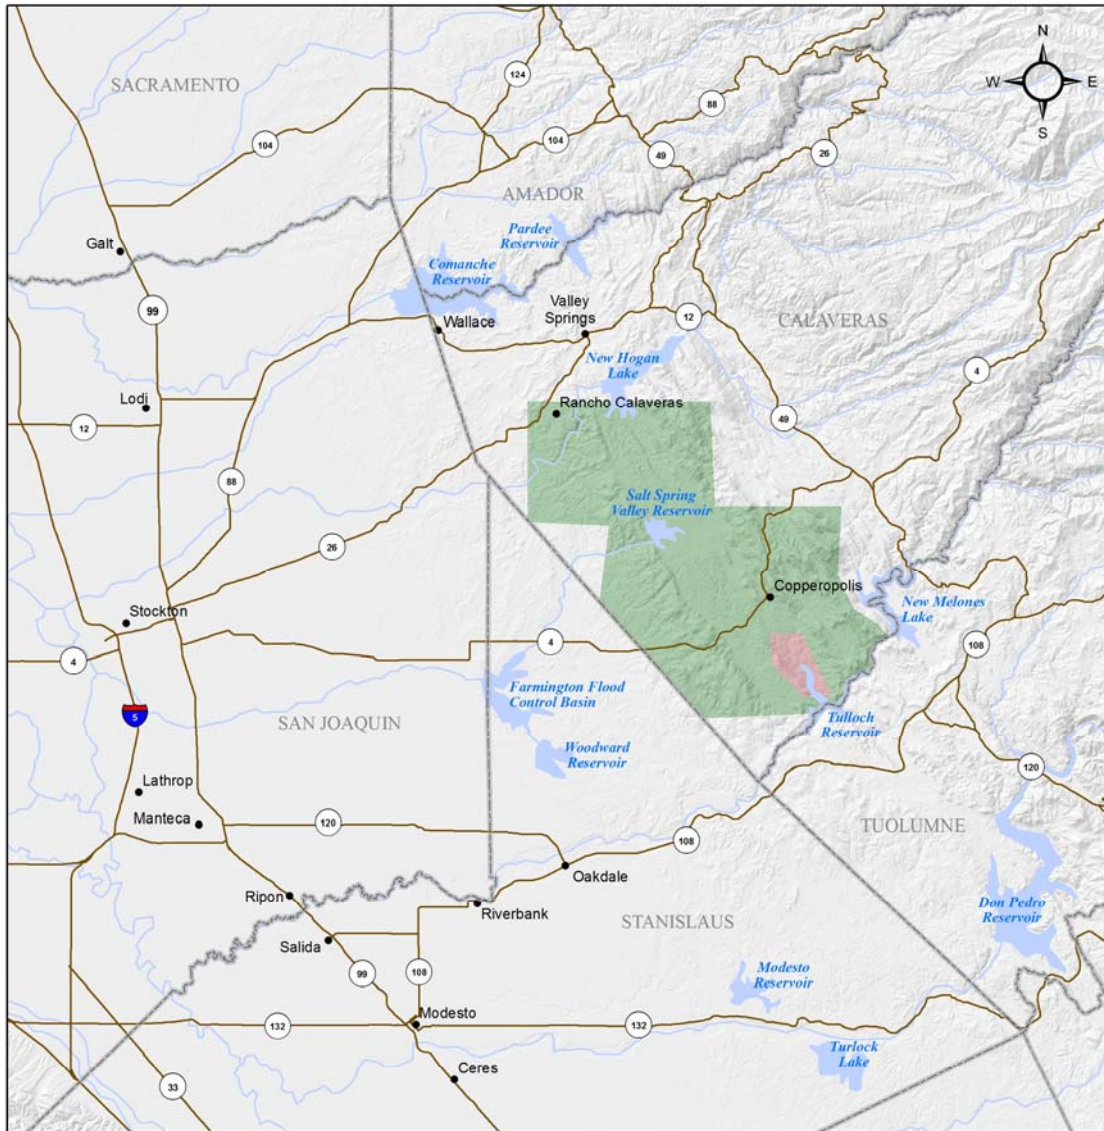 N
W E
S
SACRAMENTO
124
88
104
104
49
26
AMADOR
Pardee
Reservoir
Galt
Comanche
Reservoir
99
Wallace
Valley
Springs
12
CALAVERAS
New Hogan
Lake
4
Lodi
Rancho Calaveras
12
49
88
Salt Spring
Valley Reservoir
26
Copperopolis
Stockton
New Melones
Lake
4
4
108
Farmington Flood
Control Basin
5
SAN JOAQUIN
Tulloch
Reservoir
Woodward
Reservoir
120
Lathrop
Manteca
120
TUOLUMNE
108
Oakdale
Ripon
Riverbank
STANISLAUS
Don Pedro
Reservoir
Salida
99
108
Modesto
Reservoir
132
Modesto
132
Turlock
Lake
Ceres
33